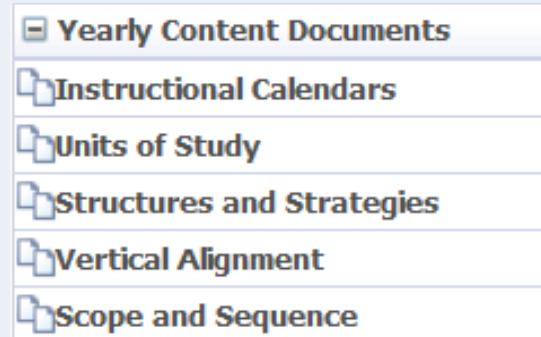 Yearly Content Documents
Instructional Calendars
Units of Study
Structures and Strategies
Vertical Alignment
Scope and Sequence